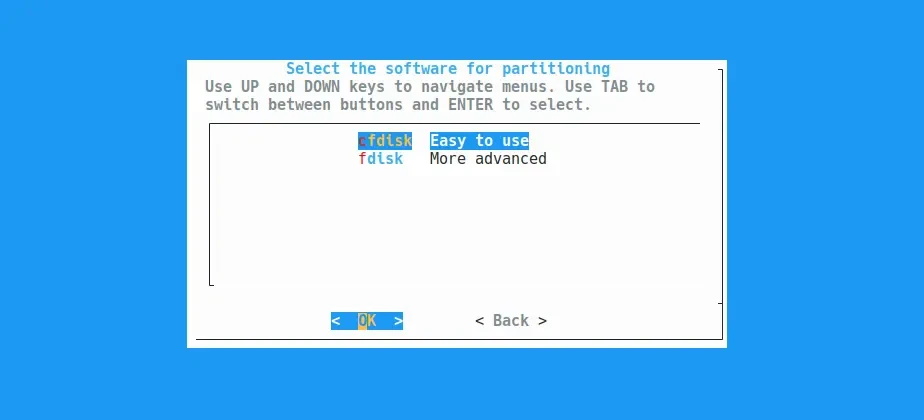 Select the software for partitioning
Use UP and DOWN keys to navigate menus. Use TAB to
switch between buttons and ENTER to select.
cfdisk Easy to use
fdisk More advanced
< OK > < Back >